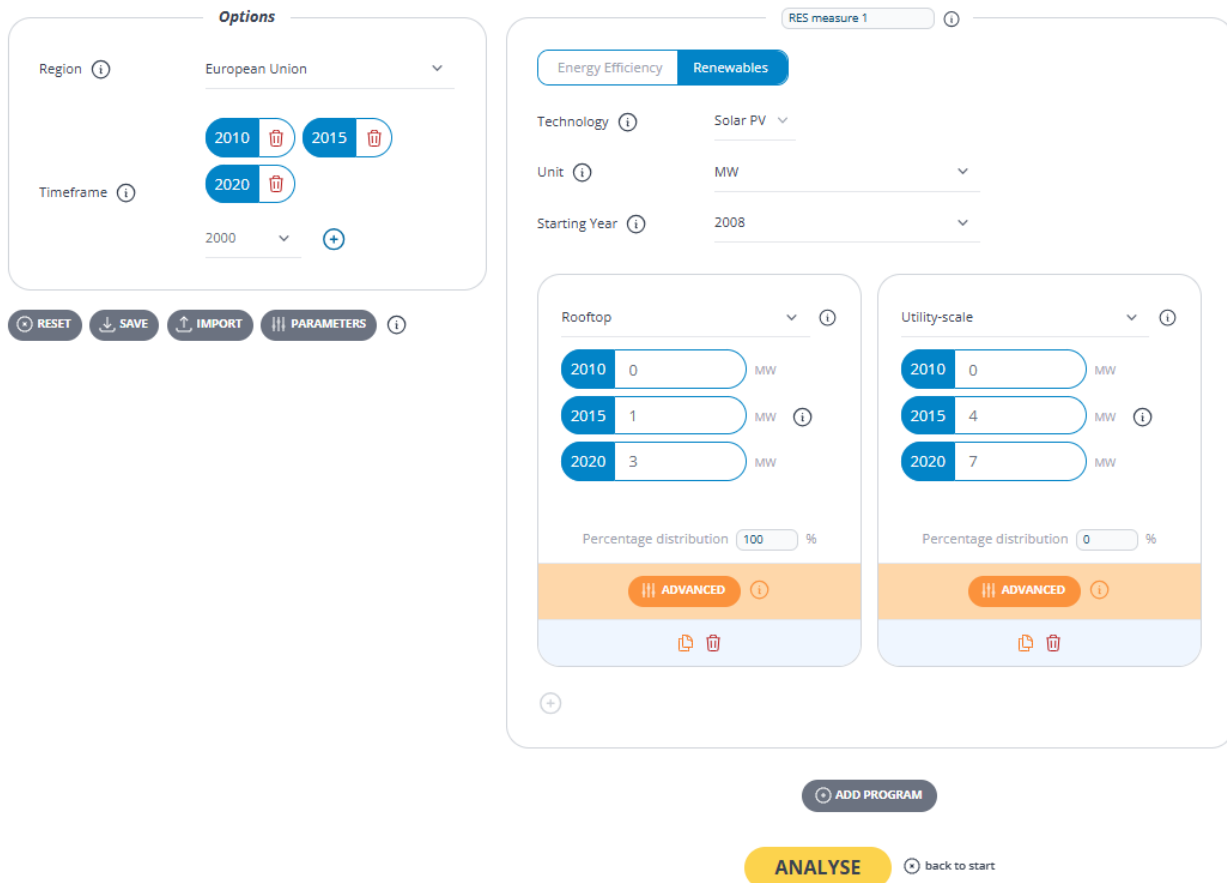 Options
Region
European Union
Timeframe
2010 2015
2020
2000
RESET SAVE IMPORT PARAMETERS
RES measure 1
Energy Efficiency Renewables
Technology Solar PV
Unit MW
Starting Year 2008
Rooftop
2010 0 MW
2015 1 MW
2020 3 MW
Percentage distribution 100 %
ADVANCED
Utility-scale
2010 0 MW
2015 4 MW
2020 7 MW
Percentage distribution 0 %
ADVANCED
ADD PROGRAM
ANALYSE back to start